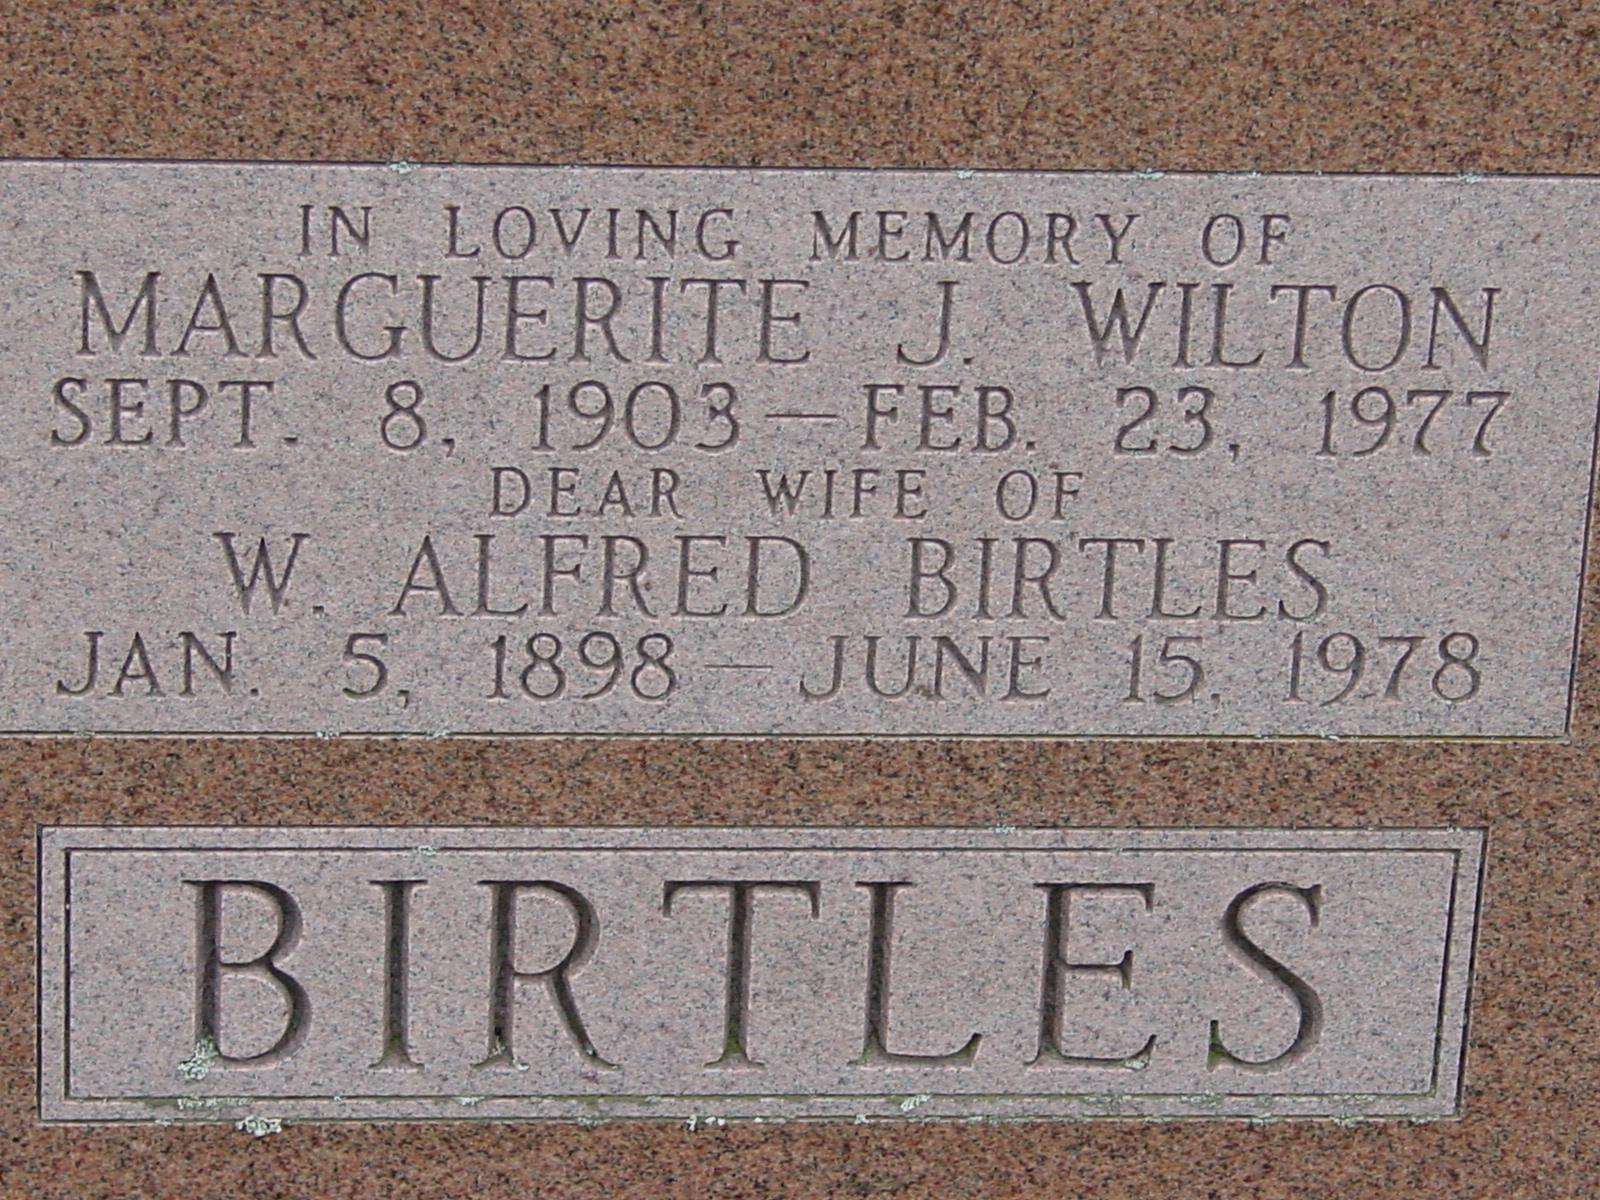 IN LOVING MEMORY OF
MARGUERITE J. WILTON
SEPT. 8, 1903 — FEB. 23, 1977
DEAR WIFE OF
W. ALFRED BIRTLES
JAN. 5, 1898 — JUNE 15, 1978
BIRTLES